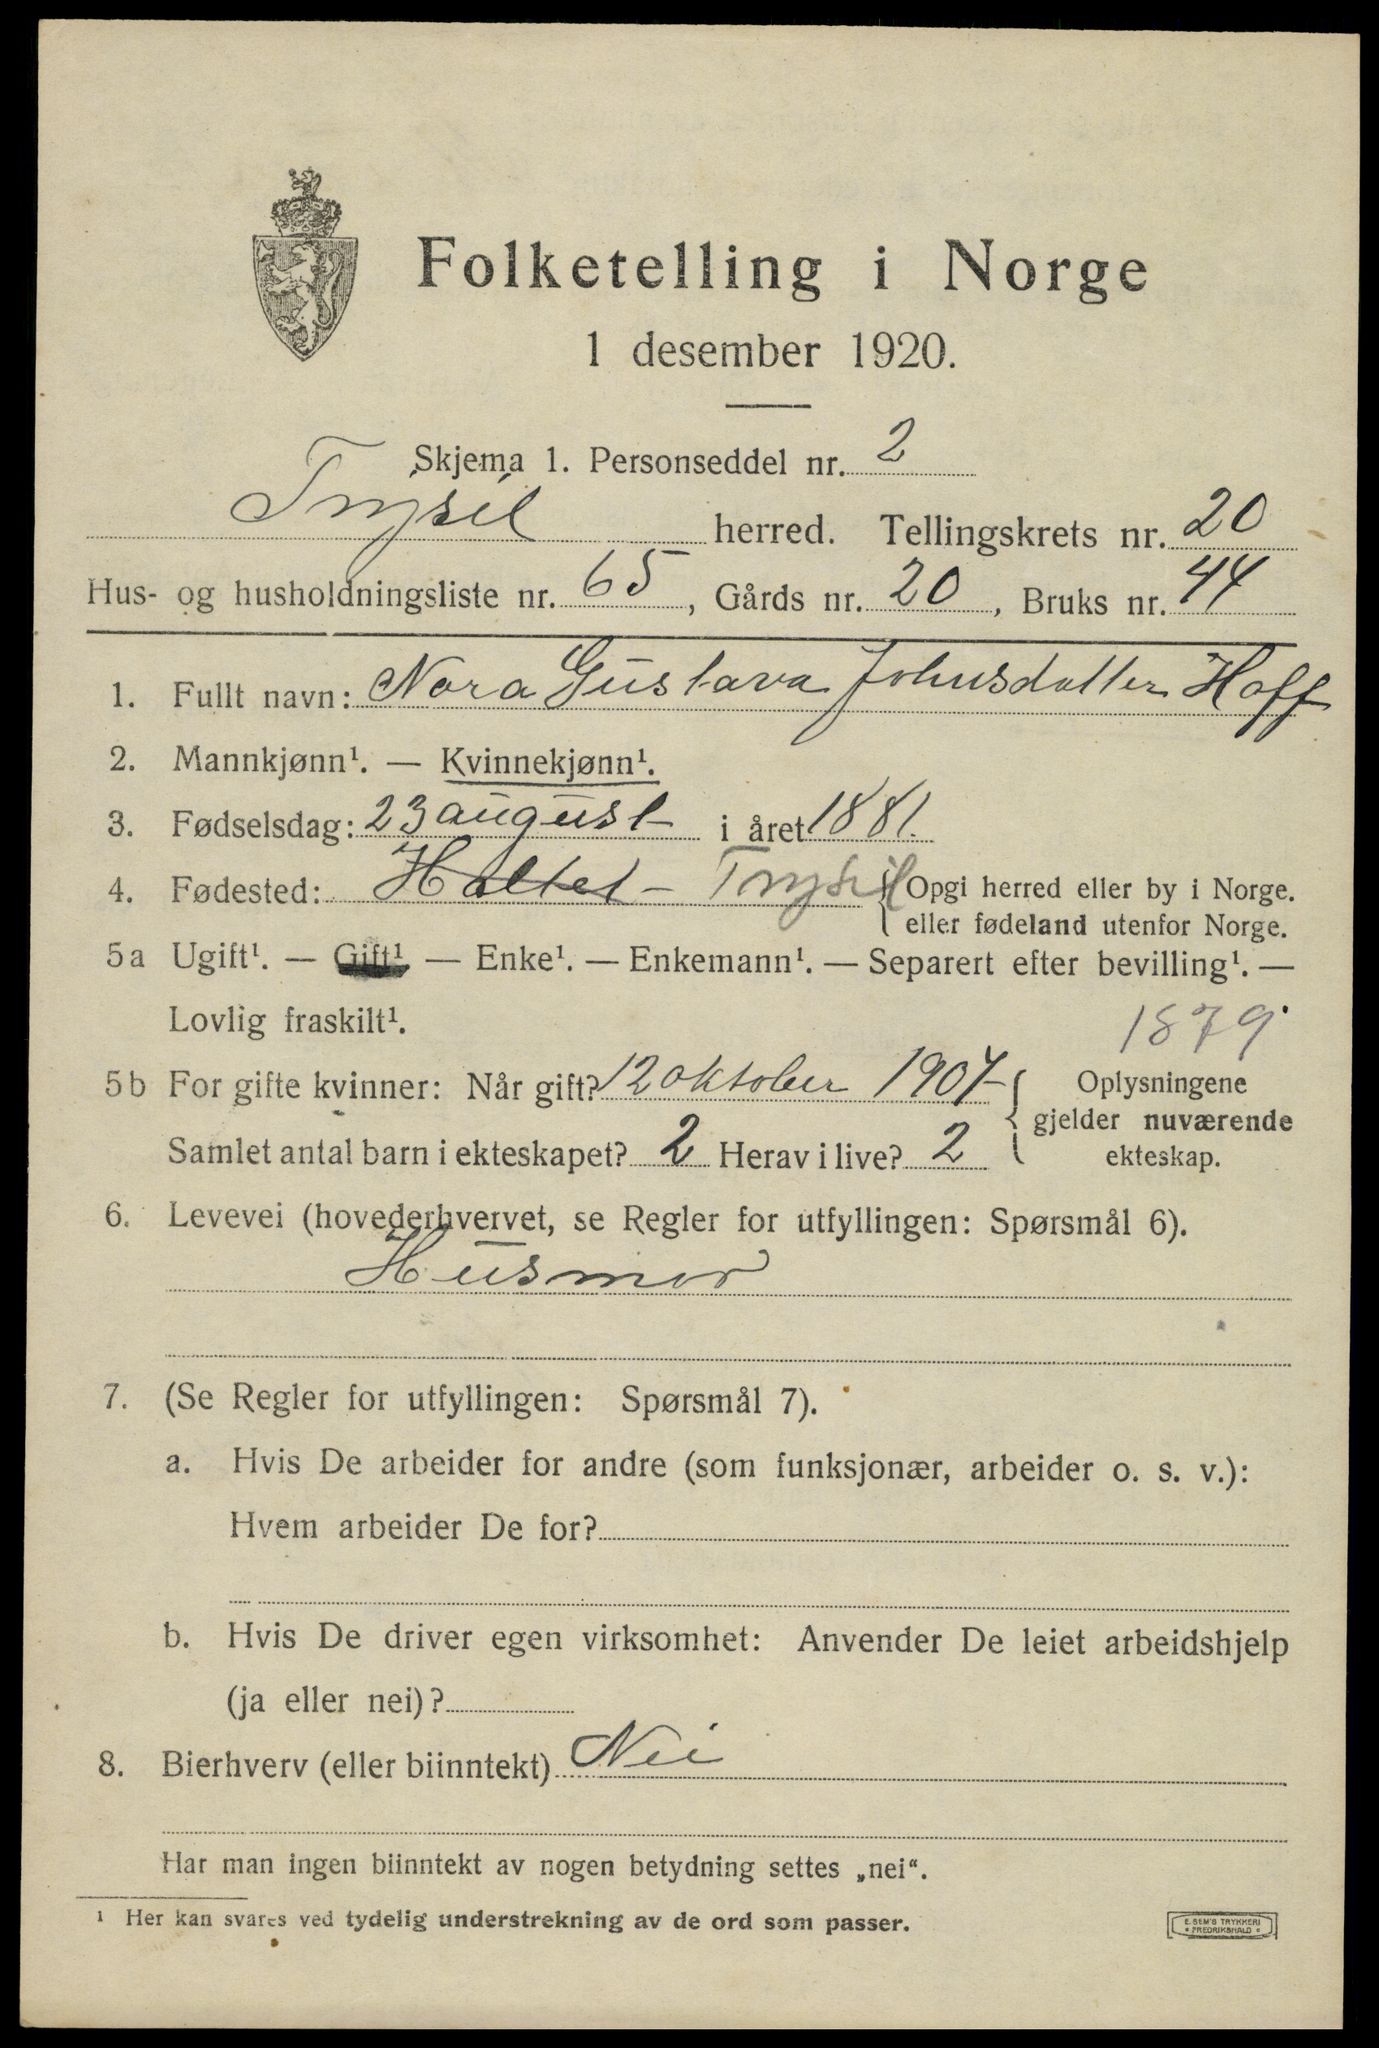 Folketelling i Norge
1 desember 1920.
Skjema 1. Personseddel nr. 2
Trysil herred. Tellingskrets nr. 20
Hus- og husholdningsliste nr. 65, Gårds nr. 20, Bruks nr. 44
1. Fullt navn: Nora Gustava Johnsdatter Hoff
2. Mannkjønn¹. — Kvinnekjønn¹.
3. Fødselsdag: 23 august i året 1881.
4. Fødested: Holtet - Trysil { Opgi herred eller by i Norge.
eller fødeland utenfor Norge.
5a Ugift¹. — Gift¹ — Enke¹. — Enkemann¹. — Separert efter bevilling¹. —
Lovlig fraskilt¹. 1879
5b For gifte kvinner: Når gift? 12 oktober 1907 { Oplysningene
gjelder nuværende
Samlet antal barn i ekteskapet? 2 Herav i live? 2 ekteskap.
6. Levevei (hovederhvervet, se Regler for utfyllingen: Spørsmål 6).
Husmor
7. (Se Regler for utfyllingen: Spørsmål 7).
a. Hvis De arbeider for andre (som funksjonær, arbeider o. s. v.):
Hvem arbeider De for?
b. Hvis De driver egen virksomhet: Anvender De leiet arbeidshjelp
(ja eller nei)?
8. Bierhverv (eller biinntekt) Nei
Har man ingen biinntekt av nogen betydning settes „nei“.
¹ Her kan svares ved tydelig understrekning av de ord som passer.
E. SEM'S TRYKKERI
* FREDRIKSHALD *